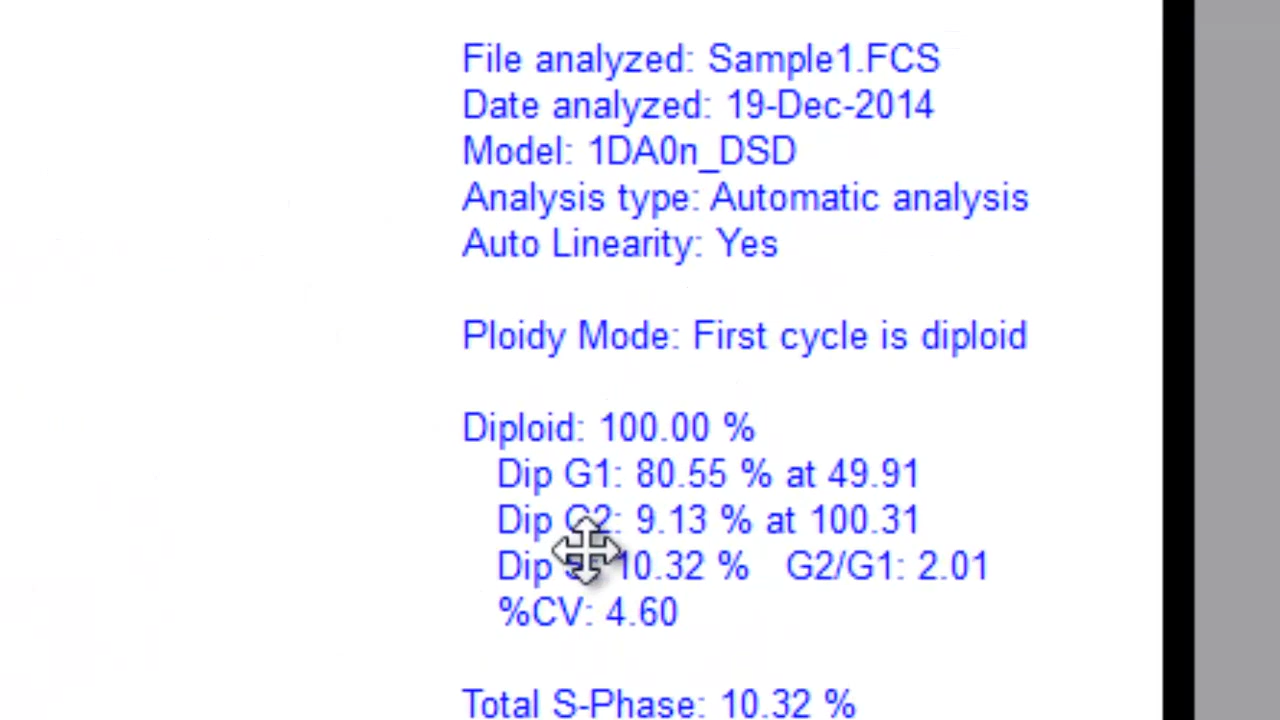 File analyzed: Sample1.FCS
Date analyzed: 19-Dec-2014
Model: 1DA0n_DSD
Analysis type: Automatic analysis
Auto Linearity: Yes
Ploidy Mode: First cycle is diploid
Diploid: 100.00 %
Dip G1: 80.55 % at 49.91
Dip G2: 9.13 % at 100.31
Dip 10.32 % G2/G1: 2.01
%CV: 4.60
Total S-Phase: 10.32 %